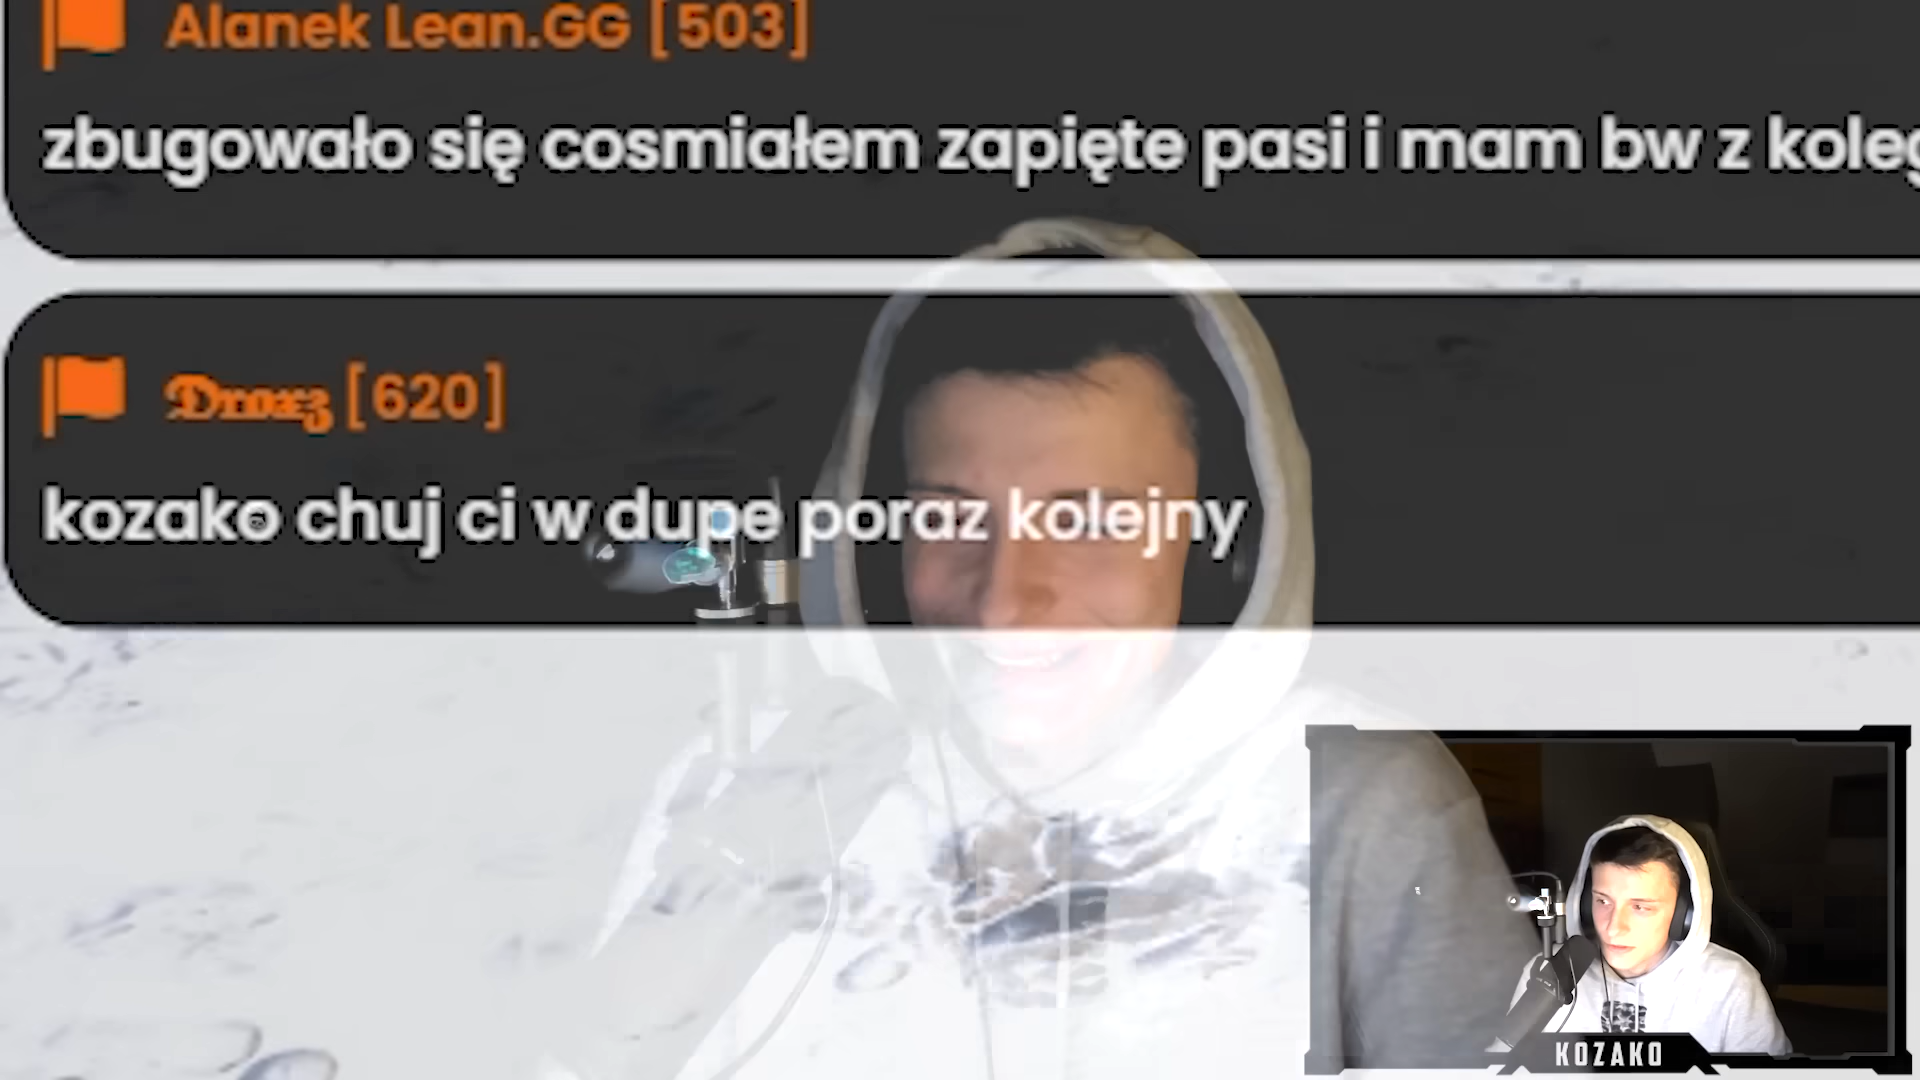 Alanek Lean.GG [503]
zbugowało się cosmiałem zapięte pasi i mam bw z koleg
𝕯𝖗𝖔𝖝𝖟 [620]
kozako chuj ci w dupe poraz kolejny
KOZAKO